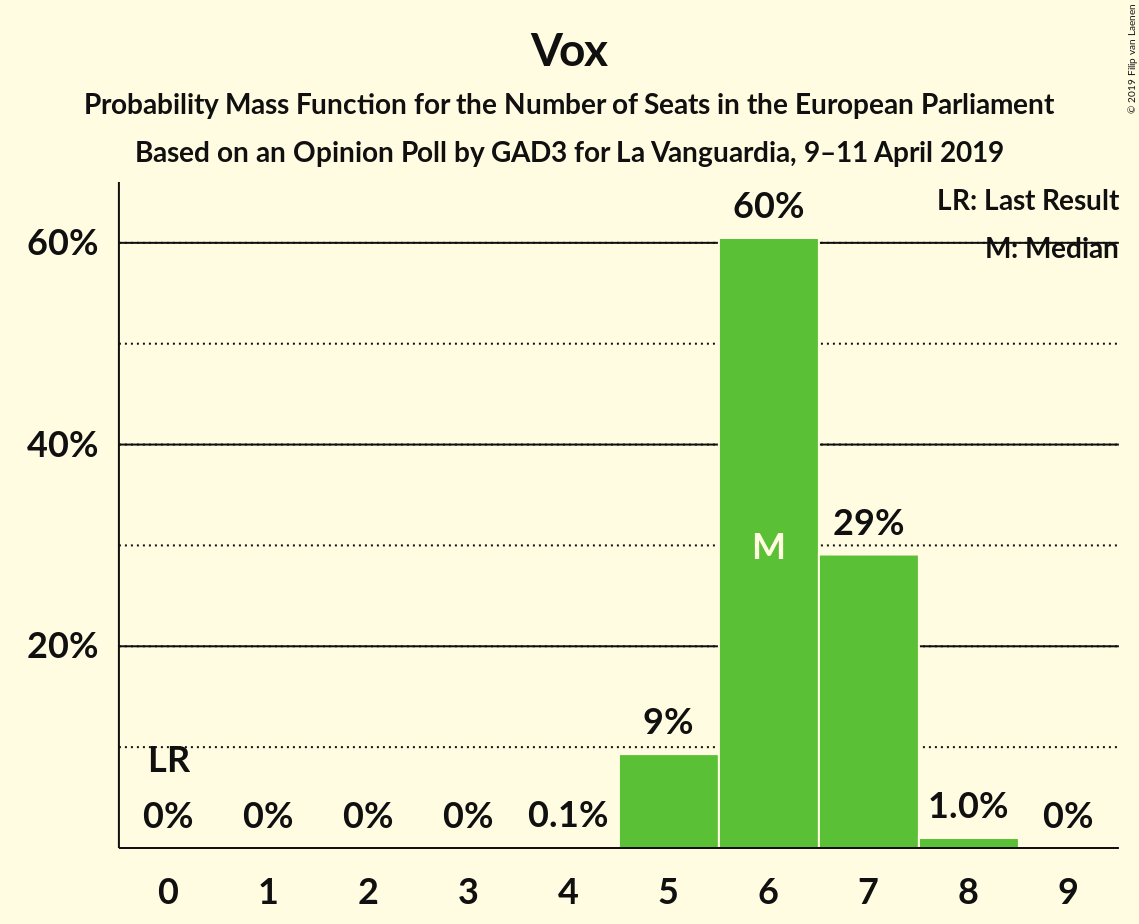 Vox
Probability Mass Function for the Number of Seats in the European Parliament
Based on an Opinion Poll by GAD3 for La Vanguardia, 9–11 April 2019
© 2019 Filip van Laenen
LR: Last Result
M: Median
60%
40%
20%
LR
0%
0%
0%
0%
0.1%
9%
60%
M
29%
1.0%
0%
0 1 2 3 4 5 6 7 8 9